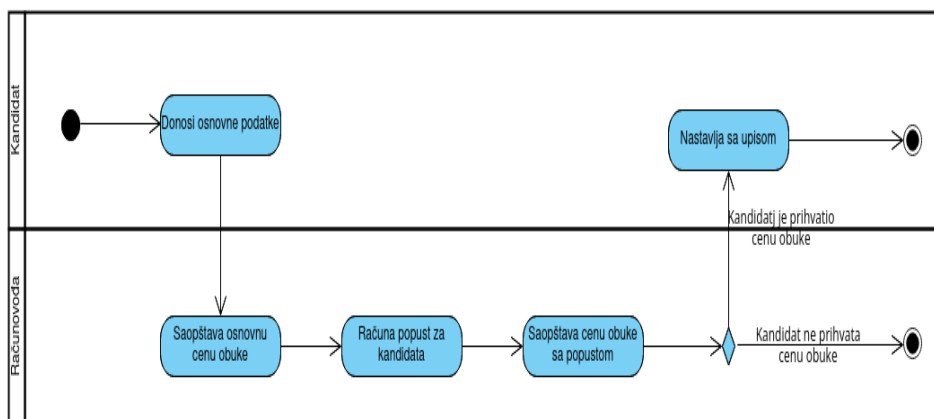 Kandidat
Donosi osnovne podatke
Nastavlja sa upisom
Kandidatj je prihvatio
cenu obuke
Računovođa
Saopštava osnovnu
cenu obuke
Računa popust za
kandidata
Saopštava cenu obuke
sa popustom
Kandidat ne prihvata
cenu obuke